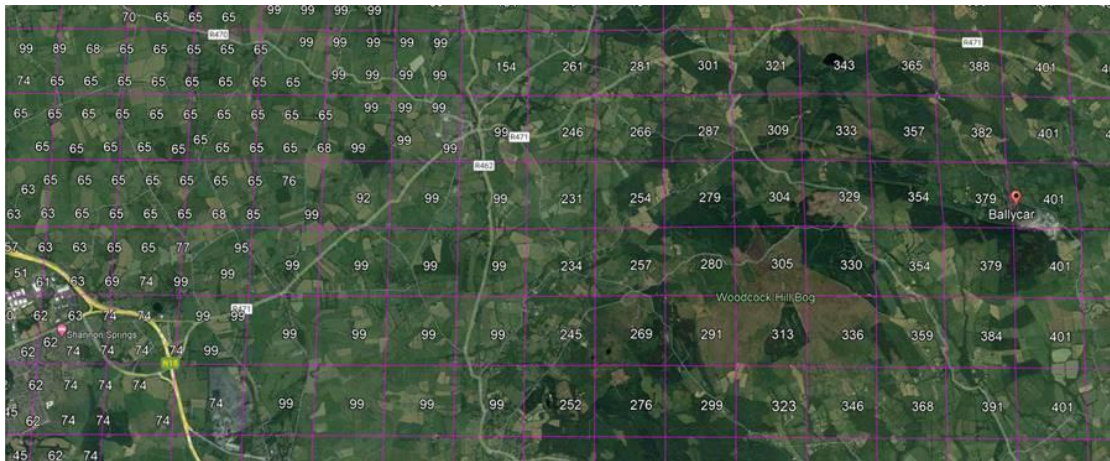 70 65 65 65 99 99 99 99
R470
99 89 68 65 65 65 65 65 99 99 99 99 99
R471
74 65 65 65 65 65 65 65 65 99 99 99 99 154 261 281 301 321 343 365 388 401
65 65 65 65 65 65 65 65 65 65 99 99 99
65 65 65 65 65 65 65 65 65 68 99 99 99 99 R471 246 266 287 309 333 357 382 401
R462
63 65 65 65 65 65 65 65 76 92 99 99 231 254 279 304 329 354 379 401
Ballycar
63 63 65 65 65 65 68 85 99
57 63 63 65 65 77 95
51 61 63 69 74 99 99 99 99 99 99 234 257 280 305 330 354 379 401
Woodcock Hill Bog
62 63 74 74 99 99 R471
Shannon Springs
62 99 99 99 99 245 269 291 313 336 359 384 401
62 74 74 74 74 99
N18
62 74 74 74
45 62 74 74 74 74 99 99 99 99 252 276 299 323 346 368 391 401
P
45 62 74